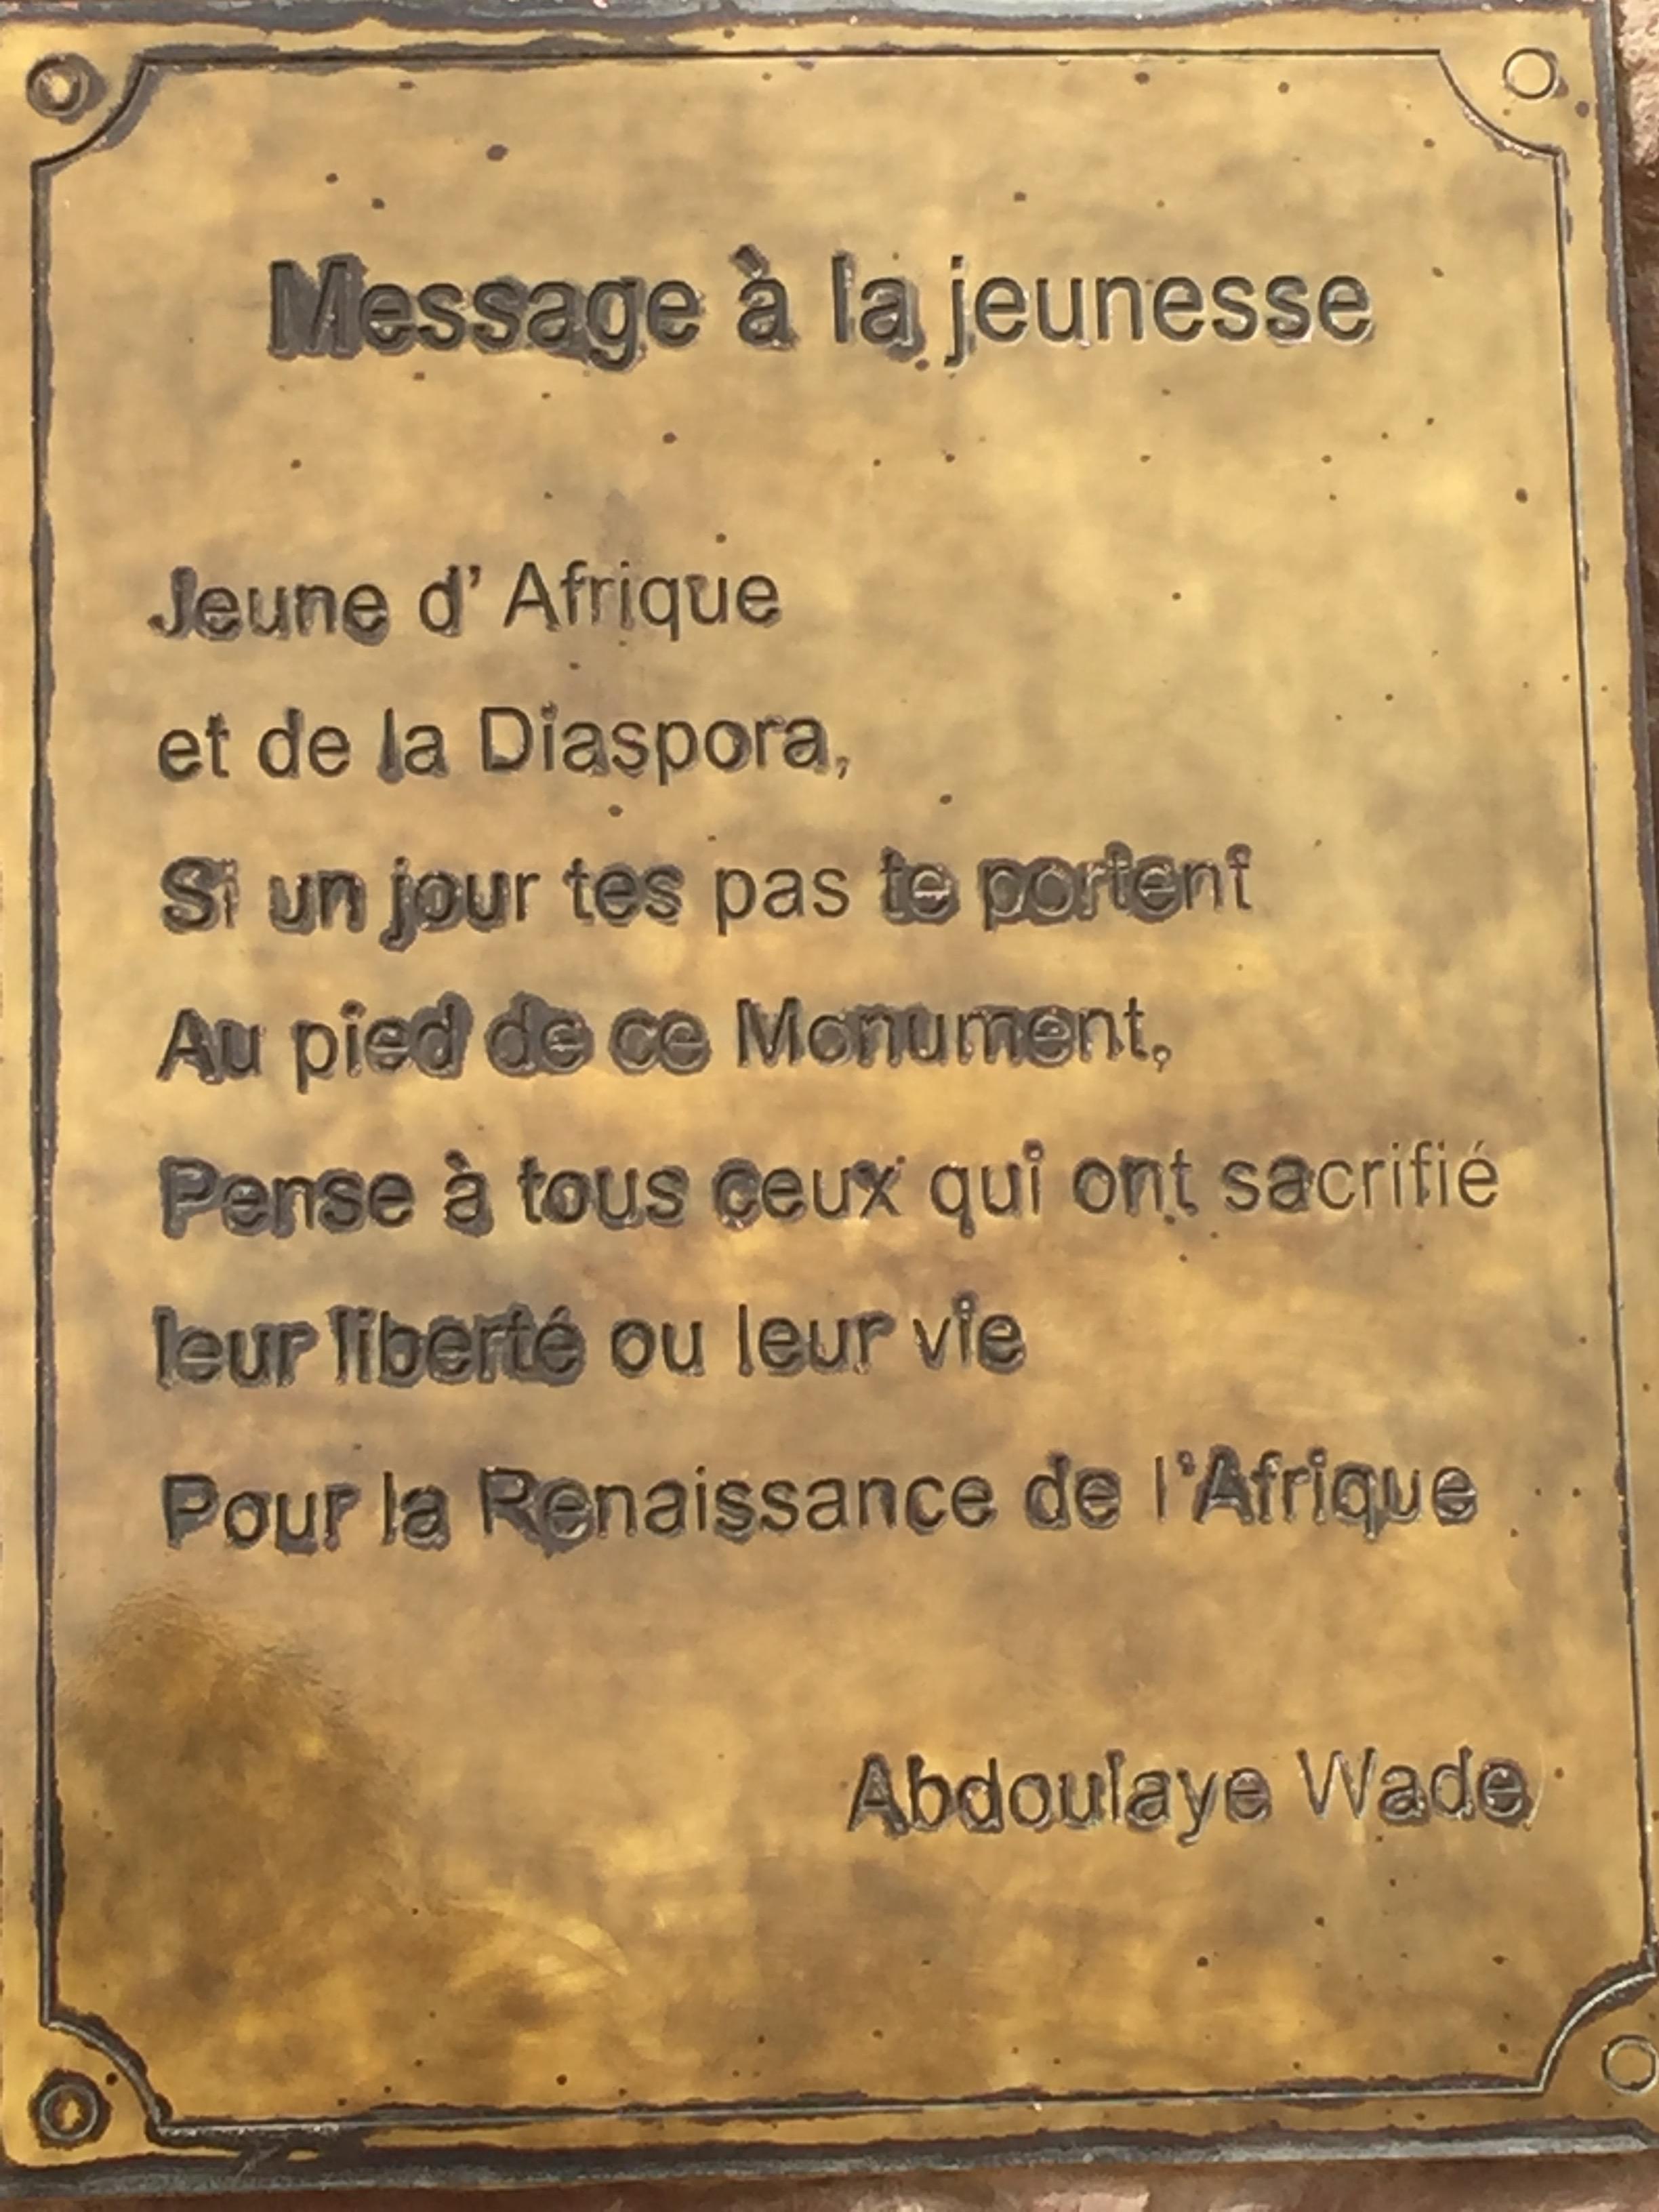 Message à la jeunesse
Jeune d' Afrique
et de la Diaspora,
Si un jour tes pas te portent
Au pied de ce Monument,
Pense à tous ceux qui ont sacrifié
leur liberté ou leur vie
Pour la Renaissance de l'Afrique
Abdoulaye Wade